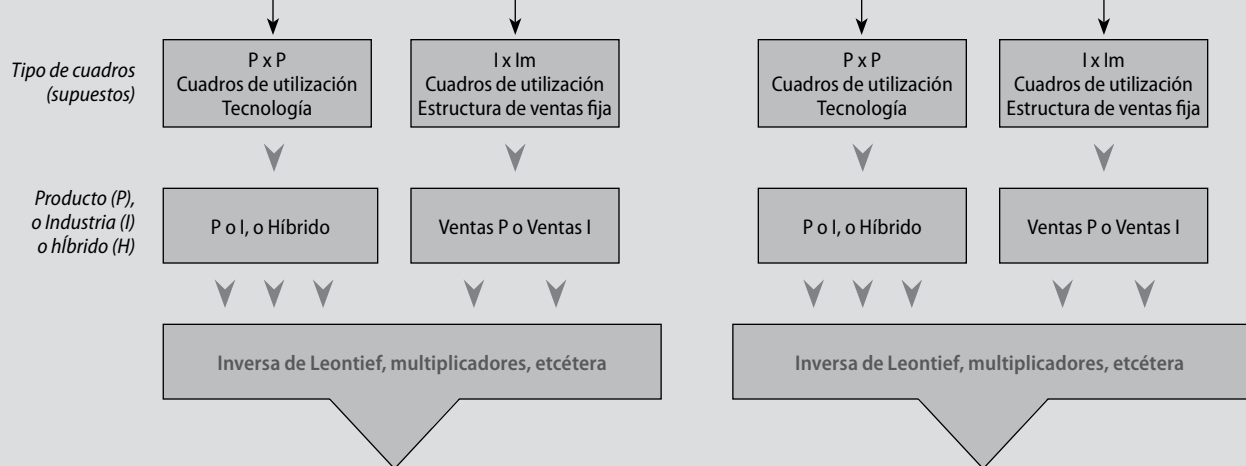 Tipo de cuadros
(supuestos)
P x P
Cuadros de utilización
Tecnología
I x Im
Cuadros de utilización
Estructura de ventas fija
P x P
Cuadros de utilización
Tecnología
I x Im
Cuadros de utilización
Estructura de ventas fija
Producto (P),
o Industria (I)
o híbrido (H)
P o I, o Híbrido
Ventas P o Ventas I
P o I, o Híbrido
Ventas P o Ventas I
Inversa de Leontief, multiplicadores, etcétera
Inversa de Leontief, multiplicadores, etcétera